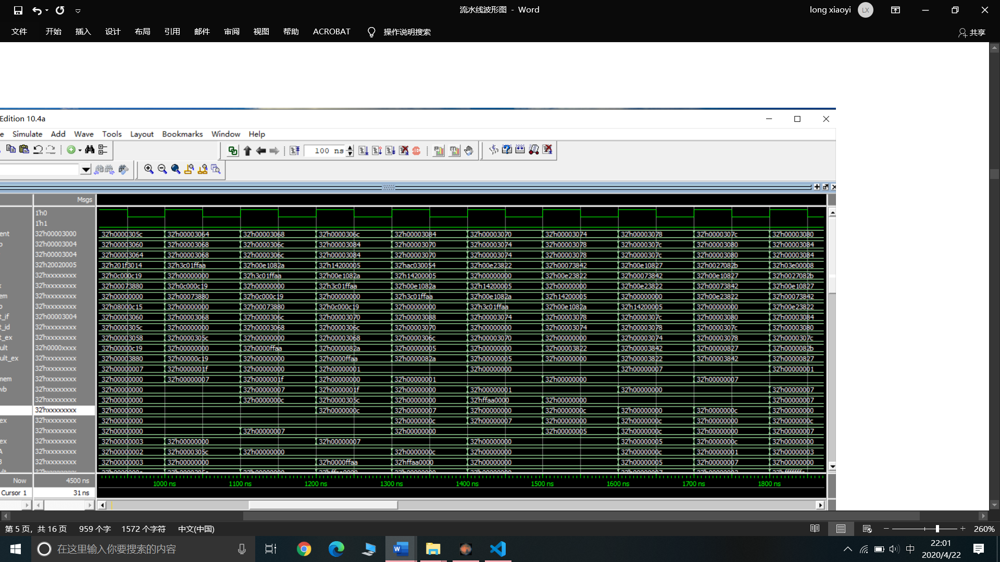 流水线波形图 - Word
long xiaoyi
LX
文件 开始 插入 设计 布局 引用 邮件 审阅 视图 帮助 ACROBAT 操作说明搜索 共享
Edition 10.4a
e Simulate Add Wave Tools Layout Bookmarks Window Help
100 ns
Msgs
1'h0
1'h1
ent 32'h00003000 32'h0000305c 32'h00003064 32'h00003068 32'h0000306c 32'h00003084 32'h00003070 32'h00003074 32'h00003078 32'h0000307c 32'h00003080
32'h00003004 32'h00003060 32'h00003068 32'h0000306c 32'h00003084 32'h00003070 32'h00003074 32'h00003078 32'h0000307c 32'h00003080 32'h00003084
32'h00003004 32'h00003064 32'h00003068 32'h0000306c 32'h00003084 32'h00003070 32'h00003074 32'h00003078 32'h0000307c 32'h00003080 32'h00003084
32'h20020005 32'h201f3014 32'h3c01ffaa 32'h00e1082a 32'h14200005 32'hac030054 32'h00e23822 32'h00073842 32'h00e10827 32'h0027082b 32'h03e00008
32'hxxxxxxxx 32'h0c000c19 32'h00000000 32'h3c01ffaa 32'h00e1082a 32'h14200005 32'h00000000 32'h00e23822 32'h00073842 32'h00e10827 32'h0027082b
32'hxxxxxxxx 32'h00073880 32'h0c000c19 32'h00000000 32'h3c01ffaa 32'h00e1082a 32'h14200005 32'h00000000 32'h00e23822 32'h00073842 32'h00e10827
em 32'hxxxxxxxx 32'h00000000 32'h00073880 32'h0c000c19 32'h00000000 32'h3c01ffaa 32'h00e1082a 32'h14200005 32'h00000000 32'h00e23822 32'h00073842
32'hxxxxxxxx 32'h08000c15 32'h00000000 32'h00073880 32'h0c000c19 32'h00000000 32'h3c01ffaa 32'h00e1082a 32'h14200005 32'h00000000 32'h00e23822
t_if 32'h00003004 32'h00003060 32'h00003068 32'h0000306c 32'h00003070 32'h00003088 32'h00003074 32'h00003078 32'h0000307c 32'h00003080 32'h00003084
t_id 32'hxxxxxxxx 32'h0000305c 32'h00000000 32'h00003068 32'h0000306c 32'h00003070 32'h00000000 32'h00003074 32'h00003078 32'h0000307c 32'h00003080
t_ex 32'hxxxxxxxx 32'h00003058 32'h0000305c 32'h00000000 32'h00003068 32'h0000306c 32'h00003070 32'h00000000 32'h00003074 32'h00003078 32'h0000307c
ult 32'h0000xxxx 32'h00000c19 32'h00000000 32'h0000ffaa 32'h0000082a 32'h00000005 32'h00000000 32'h00003822 32'h00003842 32'h00000827 32'h0000082b
ult_ex 32'hxxxxxxxx 32'h00003880 32'h00000c19 32'h00000000 32'h0000ffaa 32'h0000082a 32'h00000005 32'h00000000 32'h00003822 32'h00003842 32'h00000827
32'hxxxxxxxx 32'h00000007 32'h0000001f 32'h00000000 32'h00000001 32'h00000000 32'h00000007 32'h00000001
mem 32'hxxxxxxxx 32'h00000000 32'h00000007 32'h0000001f 32'h00000000 32'h00000001 32'h00000000 32'h00000007
wb 32'hxxxxxxxx 32'h00000000 32'h00000007 32'h0000001f 32'h00000000 32'h00000001 32'h00000000 32'h00000007
32'hxxxxxxxx 32'h00000000 32'h0000000c 32'h0000305c 32'h00000000 32'hffaa0000 32'h00000000 32'h00000007
32'hxxxxxxxx 32'h00000000 32'h0000000c 32'h00000007 32'h00000000 32'h0000000c 32'h00000000 32'h0000000c 32'h00000000
ex 32'hxxxxxxxx 32'h00000000 32'h0000000c 32'h00000007 32'h00000000 32'h0000000c 32'h00000000 32'h0000000c
32'hxxxxxxxx 32'h00000000 32'h00000007 32'h00000000 32'h00000005 32'h0000000c 32'h00000000 32'h00000007
ex 32'hxxxxxxxx 32'h00000003 32'h00000000 32'h00000007 32'h00000000 32'h00000005 32'h0000000c 32'h00000000
A 32'hxxxxxxxx 32'h00000002 32'h0000305c 32'h00000000 32'h0000000c 32'h00000000 32'h0000000c 32'h00000001 32'h00000003
32'hxxxxxxxx 32'h00000003 32'h00000000 32'h0000ffaa 32'hffaa0000 32'h00000000 32'h00000005 32'h00000007 32'h00000000
Now 4500 ns 1000 ns 1100 ns 1200 ns 1300 ns 1400 ns 1500 ns 1600 ns 1700 ns 1800 ns
Cursor 1 31 ns
第 5 页，共 16 页 959 个字 1572 个字符 中文(中国) 260%
在这里输入你要搜索的内容
中
22:01
2020/4/22